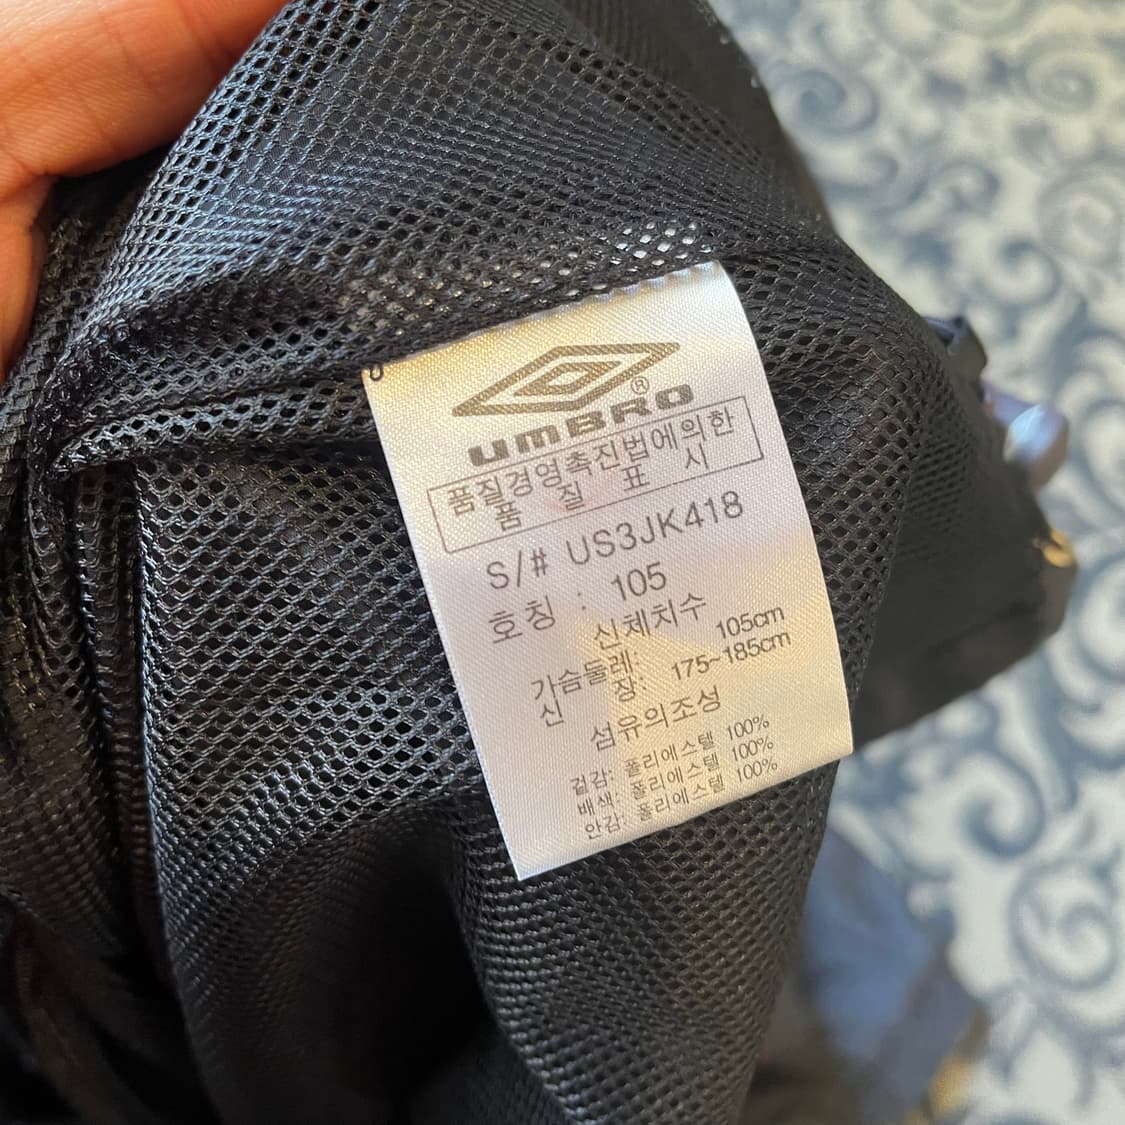 UMBRO®
품질경영촉진법에의한
품 질 표 시
S/# US3JK418
호칭 : 105
신체치수
가슴둘레: 105cm
신 장: 175~185cm
섬유의조성
겉감: 폴리에스텔 100%
배색: 폴리에스텔 100%
안감: 폴리에스텔 100%